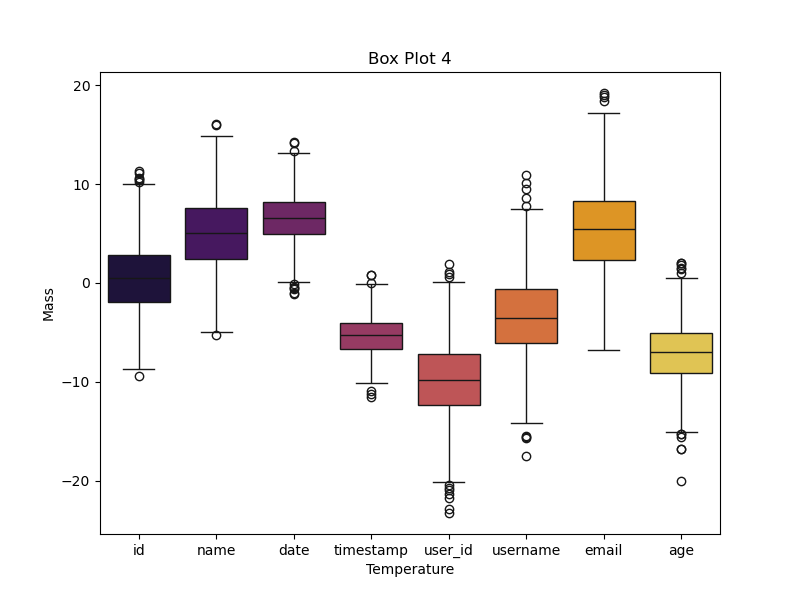 Box Plot 4
Mass
20
10
0
−10
−20
id name date timestamp user_id username email age
Temperature